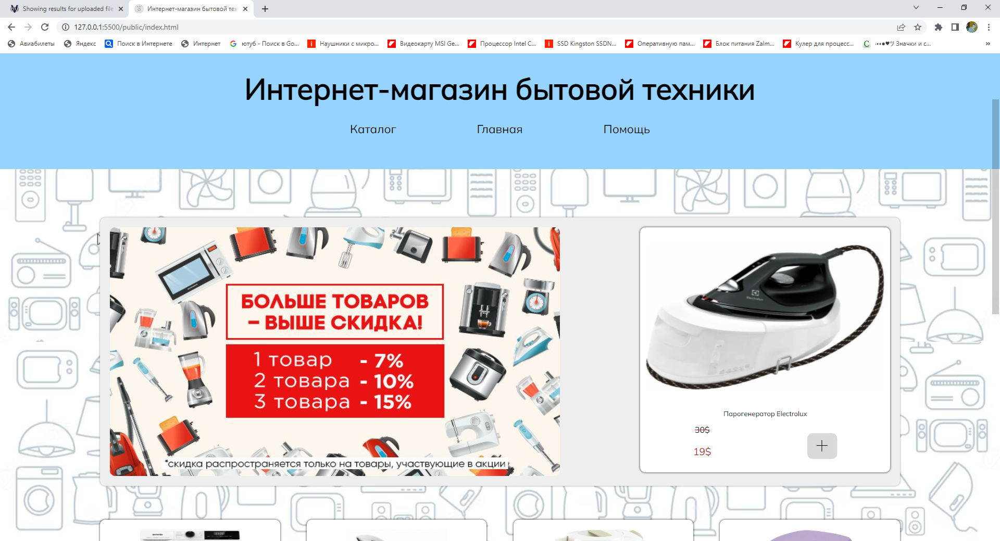 Showing results for uploaded file
Интернет-магазин бытовой тех
127.0.0.1:5500/public/index.html
Авиабилеты
Яндекс
Поиск в Интернете
Интернет
ютуб - Поиск в Go...
Наушники с микро...
Видеокарту MSI Ge...
Процессор Intel C...
SSD Kingston SSDN...
Оперативную пам...
Блок питания Zalm...
Кулер для процесс...
Значки и с...
Интернет-магазин бытовой техники
Каталог
Главная
Помощь
БОЛЬШЕ ТОВАРОВ
– ВЫШЕ СКИДКА!
1 товар - 7%
2 товара - 10%
3 товара - 15%
*скидка распространяется только на товары, участвующие в акции
Electrolux
Парогенератор Electrolux
30$
19$